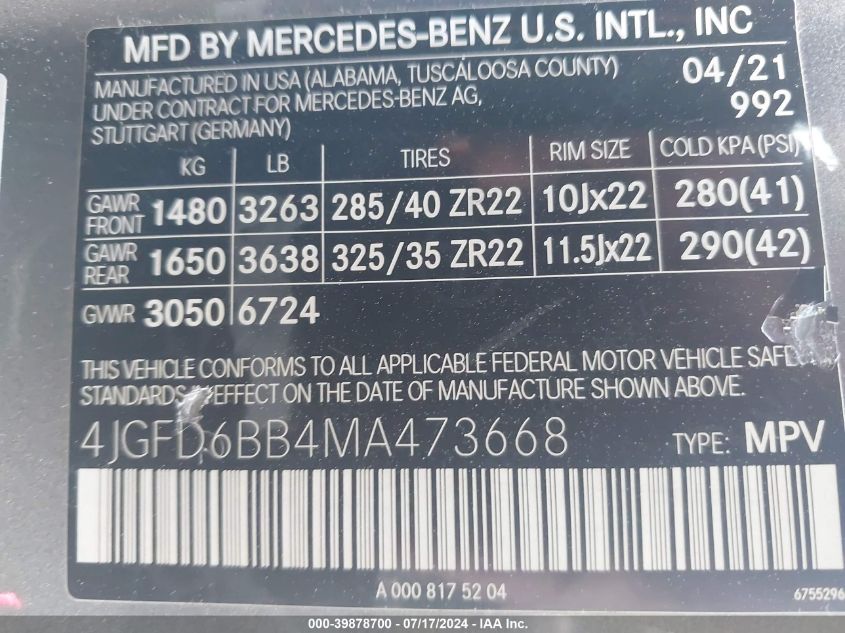 MFD BY MERCEDES-BENZ U.S. INTL., INC
MANUFACTURED IN USA (ALABAMA, TUSCALOOSA COUNTY) 04/21
UNDER CONTRACT FOR MERCEDES-BENZ AG, 992
STUTTGART (GERMANY)
KG LB TIRES RIM SIZE COLD KPA (PSI)
GAWR FRONT 1480 3263 285/40 ZR22 10Jx22 280(41)
GAWR REAR 1650 3638 325/35 ZR22 11.5Jx22 290(42)
GVWR 3050 6724
THIS VEHICLE CONFORMS TO ALL APPLICABLE FEDERAL MOTOR VEHICLE
STANDARDS EFFECT ON THE DATE OF MANUFACTURE SHOWN ABOVE.
4JGFD6BB4MA473668 TYPE: MPV
A 000 817 52 04 6755296
000-39878700 - 07/17/2024 - IAA Inc.